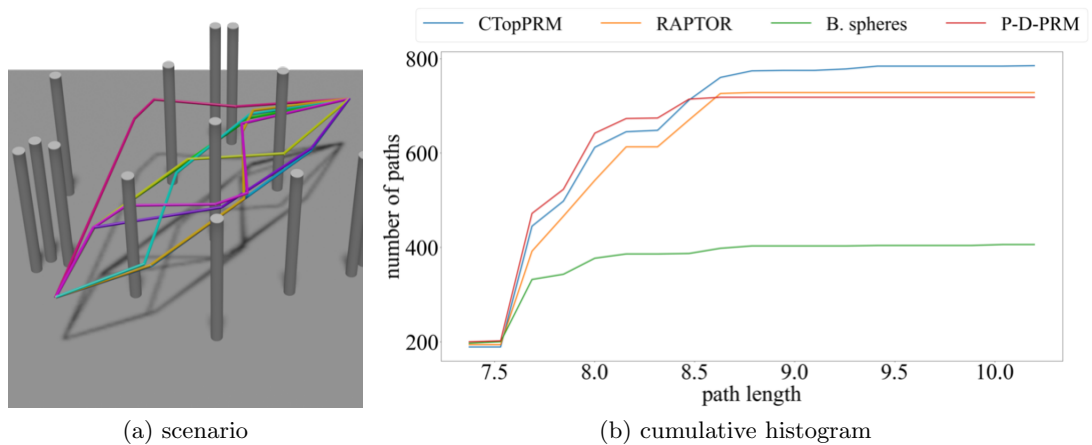 CTopPRM RAPTOR B. spheres P-D-PRM
800
600
400
200
number of paths
7.5 8.0 8.5 9.0 9.5 10.0
path length
(a) scenario
(b) cumulative histogram